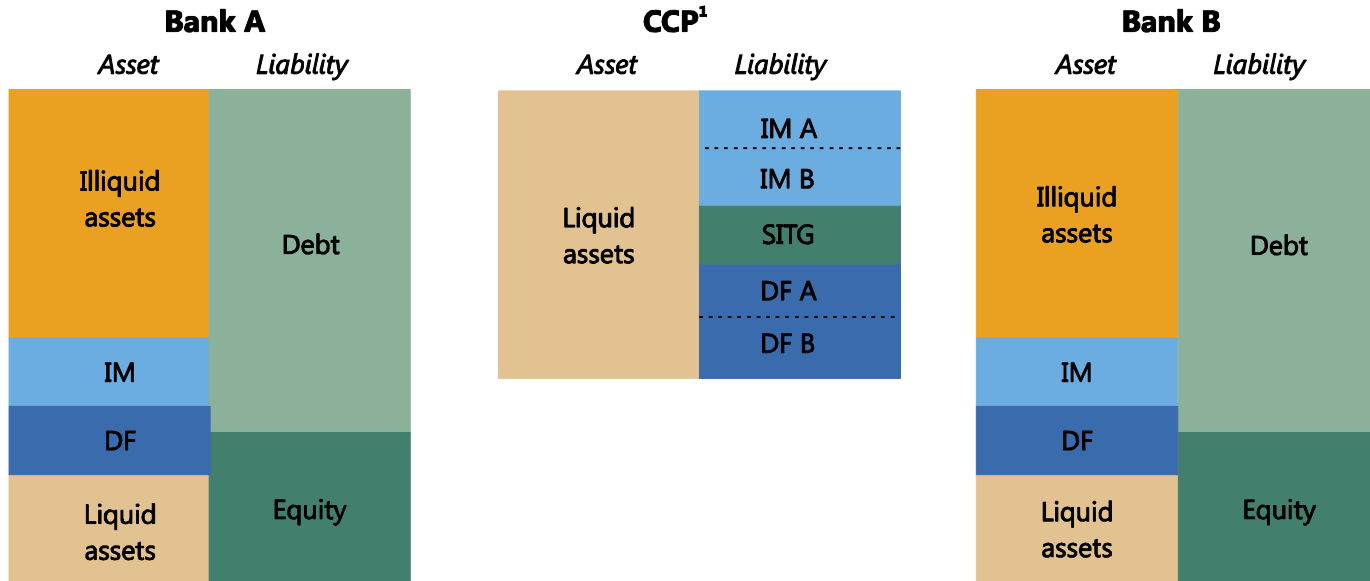 Bank A
Asset
Liability
Illiquid
assets
IM
DF
Liquid
assets
Debt
Equity
CCP¹
Asset
Liability
Liquid
assets
IM A
IM B
SITG
DF A
DF B
Bank B
Asset
Liability
Illiquid
assets
IM
DF
Liquid
assets
Debt
Equity